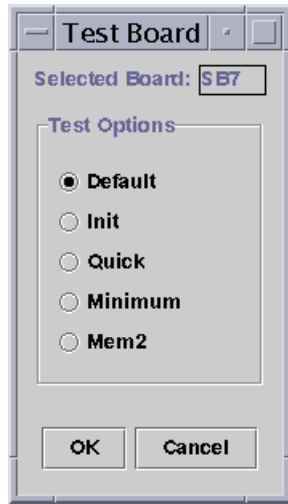 Test Board
Selected Board: SB7
Test Options
Default
Init
Quick
Minimum
Mem2
OK Cancel